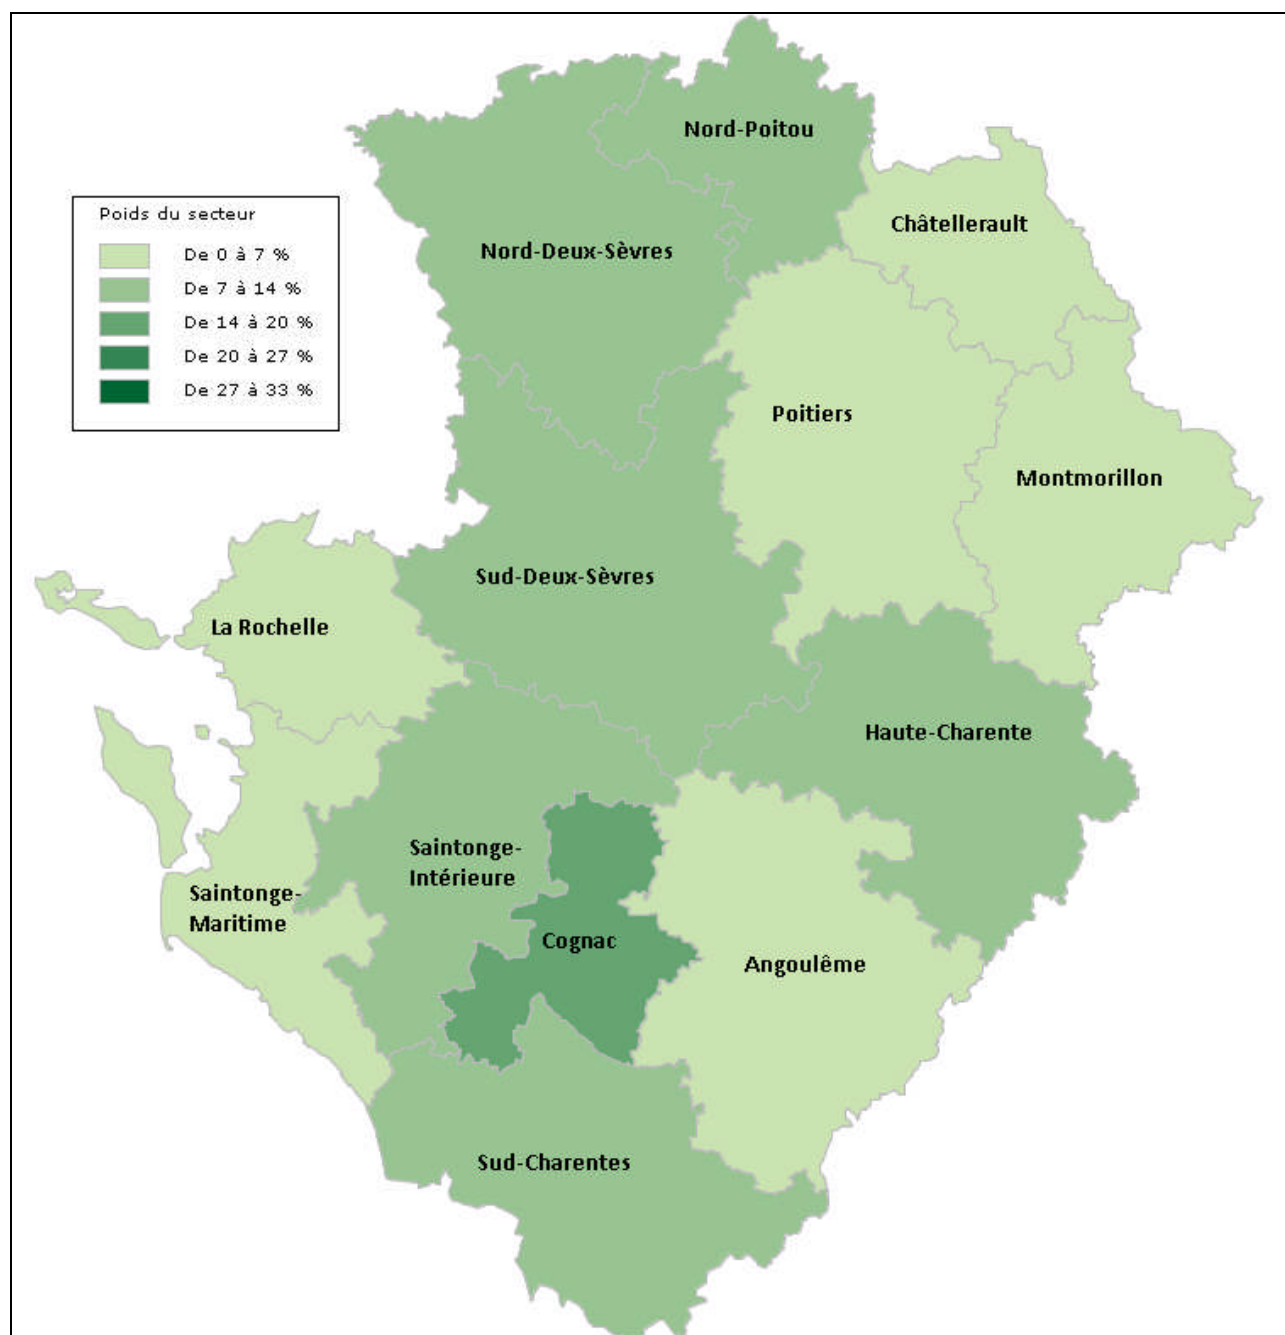 Nord-Poitou
Châtellerault
Poids du secteur
De 0 à 7 %
De 7 à 14 %
De 14 à 20 %
De 20 à 27 %
De 27 à 33 %
Nord-Deux-Sèvres
Poitiers
Montmorillon
Sud-Deux-Sèvres
La Rochelle
Haute-Charente
Saintonge-
Intérieure
Saintonge-
Maritime
Cognac
Angoulême
Sud-Charentes